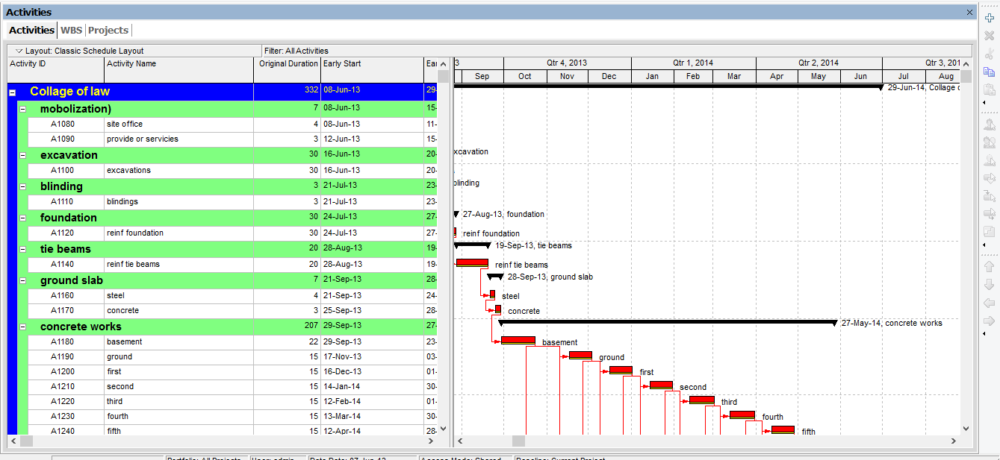 Activities
Activities WBS Projects
Layout: Classic Schedule Layout Filter: All Activities
Activity ID Activity Name Original Duration Early Start Ear
3 Qtr 4, 2013 Qtr 1, 2014 Qtr 2, 2014 Qtr 3, 201
Sep Oct Nov Dec Jan Feb Mar Apr May Jun Jul Aug
Collage of law 332 08-Jun-13 29- 29-Jun-14, Collage o
mobolization) 7 08-Jun-13 15-
A1080 site office 4 08-Jun-13 11-
A1090 provide or servicies 3 12-Jun-13 15-
excavation 30 16-Jun-13 20- xcavation
A1100 excavations 30 16-Jun-13 20-
blinding 3 21-Jul-13 23- blinding
A1110 blindings 3 21-Jul-13 23-
foundation 30 24-Jul-13 27- 27-Aug-13, foundation
A1120 reinf foundation 30 24-Jul-13 27- reinf foundation
tie beams 20 28-Aug-13 19- 19-Sep-13, tie beams
A1140 reinf tie beams 20 28-Aug-13 19- reinf tie beams
ground slab 7 21-Sep-13 28- 28-Sep-13, ground slab
A1160 steel 4 21-Sep-13 24- steel
A1170 concrete 3 25-Sep-13 28- concrete
concrete works 207 29-Sep-13 27- 27-May-14, concrete works
A1180 basement 22 29-Sep-13 23- basement
A1190 ground 15 17-Nov-13 03- ground
A1200 first 15 16-Dec-13 01- first
A1210 second 15 14-Jan-14 30- second
A1220 third 15 12-Feb-14 01- third
A1230 fourth 15 13-Mar-14 30- fourth
A1240 fifth 15 12-Apr-14 28- fifth
Portfolio: All Projects User: admin Data Date: 07-Jun-13 Access Mode: Shared Baseline: Current Project